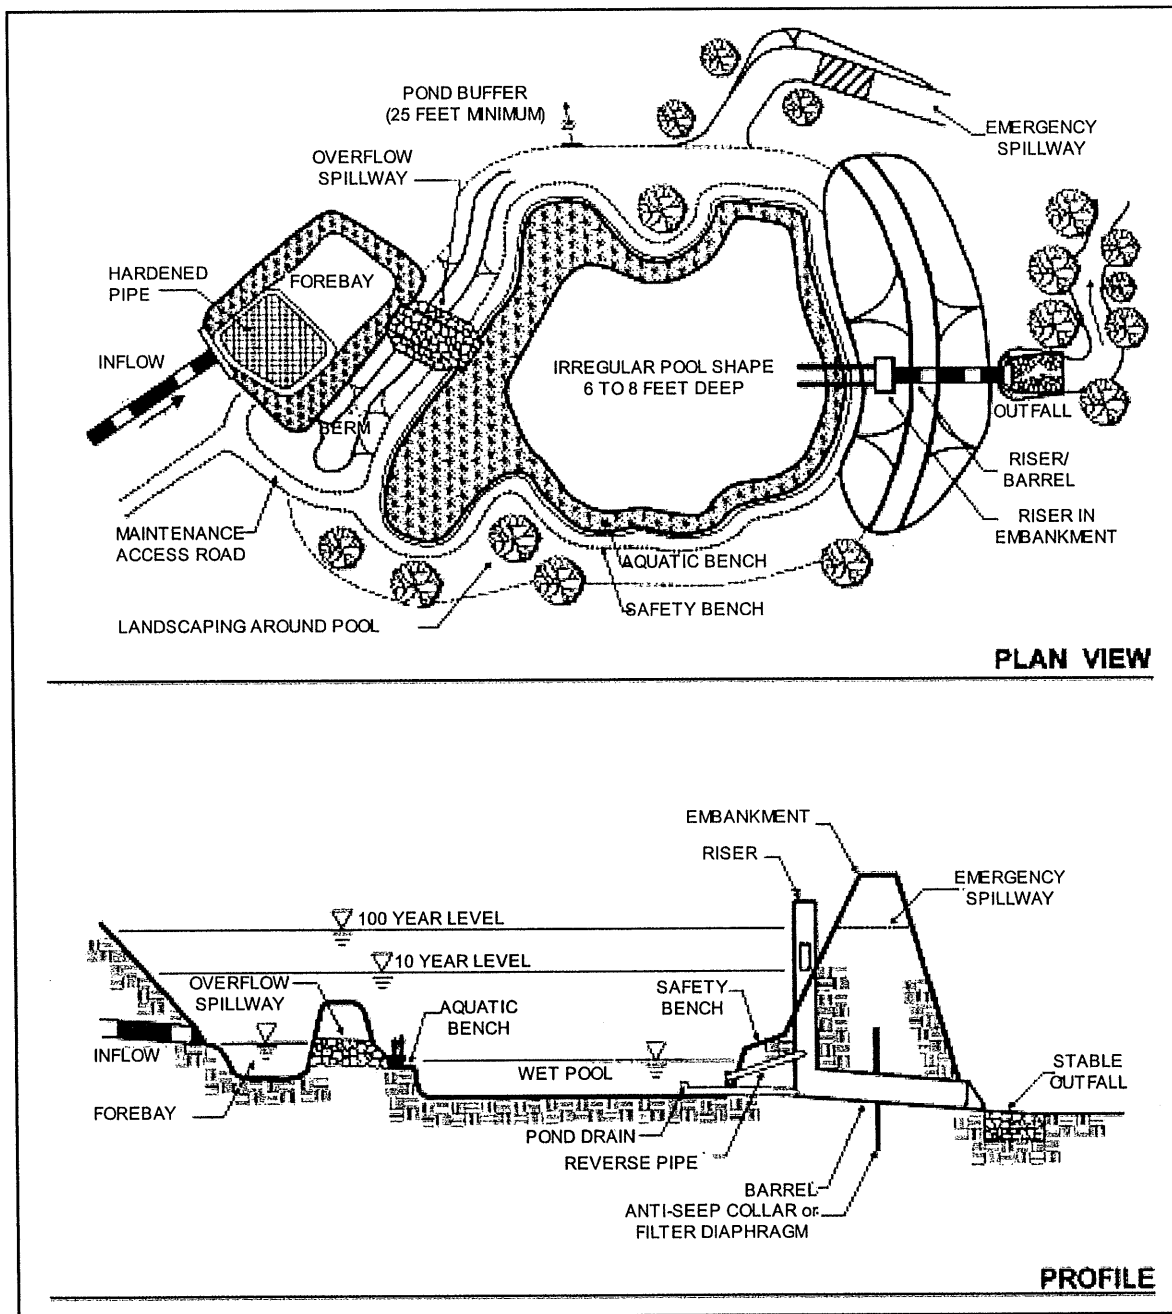 POND BUFFER
(25 FEET MINIMUM)
EMERGENCY
SPILLWAY
OVERFLOW
SPILLWAY
HARDENED
PIPE
FOREBAY
INFLOW
IRREGULAR POOL SHAPE
6 TO 8 FEET DEEP
OUTFALL
BERM
RISER/
BARREL
RISER IN
EMBANKMENT
MAINTENANCE
ACCESS ROAD
AQUATIC BENCH
SAFETY BENCH
LANDSCAPING AROUND POOL
PLAN VIEW
EMBANKMENT
RISER
EMERGENCY
SPILLWAY
100 YEAR LEVEL
10 YEAR LEVEL
OVERFLOW
SPILLWAY
AQUATIC
BENCH
SAFETY
BENCH
INFLOW
WET POOL
STABLE
OUTFALL
FOREBAY
POND DRAIN
REVERSE PIPE
BARREL
ANTI-SEEP COLLAR or
FILTER DIAPHRAGM
PROFILE